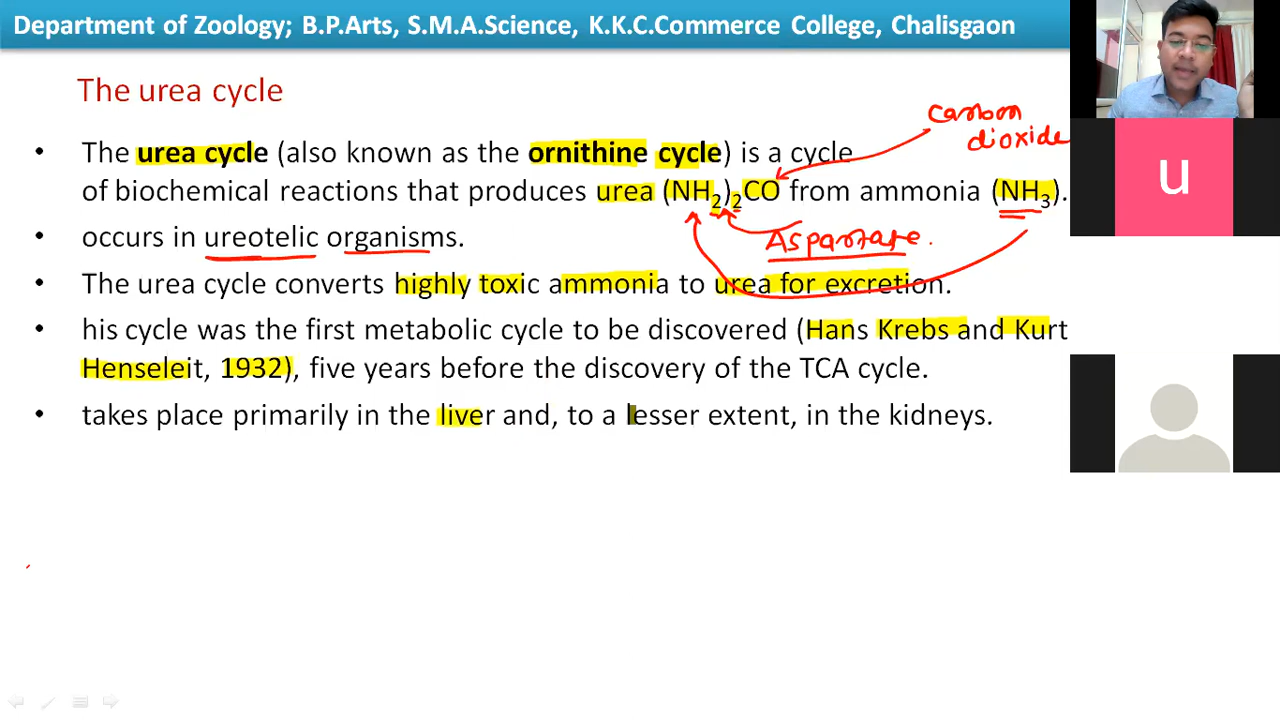 Department of Zoology; B.P.Arts, S.M.A.Science, K.K.C.Commerce College, Chalisgaon
The urea cycle
carbon
dioxide
• The urea cycle (also known as the ornithine cycle) is a cycle
of biochemical reactions that produces urea (NH2)2CO from ammonia (NH3).
• occurs in ureotelic organisms.
Aspartate.
• The urea cycle converts highly toxic ammonia to urea for excretion.
• his cycle was the first metabolic cycle to be discovered (Hans Krebs and Kurt
Henseleit, 1932), five years before the discovery of the TCA cycle.
• takes place primarily in the liver and, to a lesser extent, in the kidneys.
u